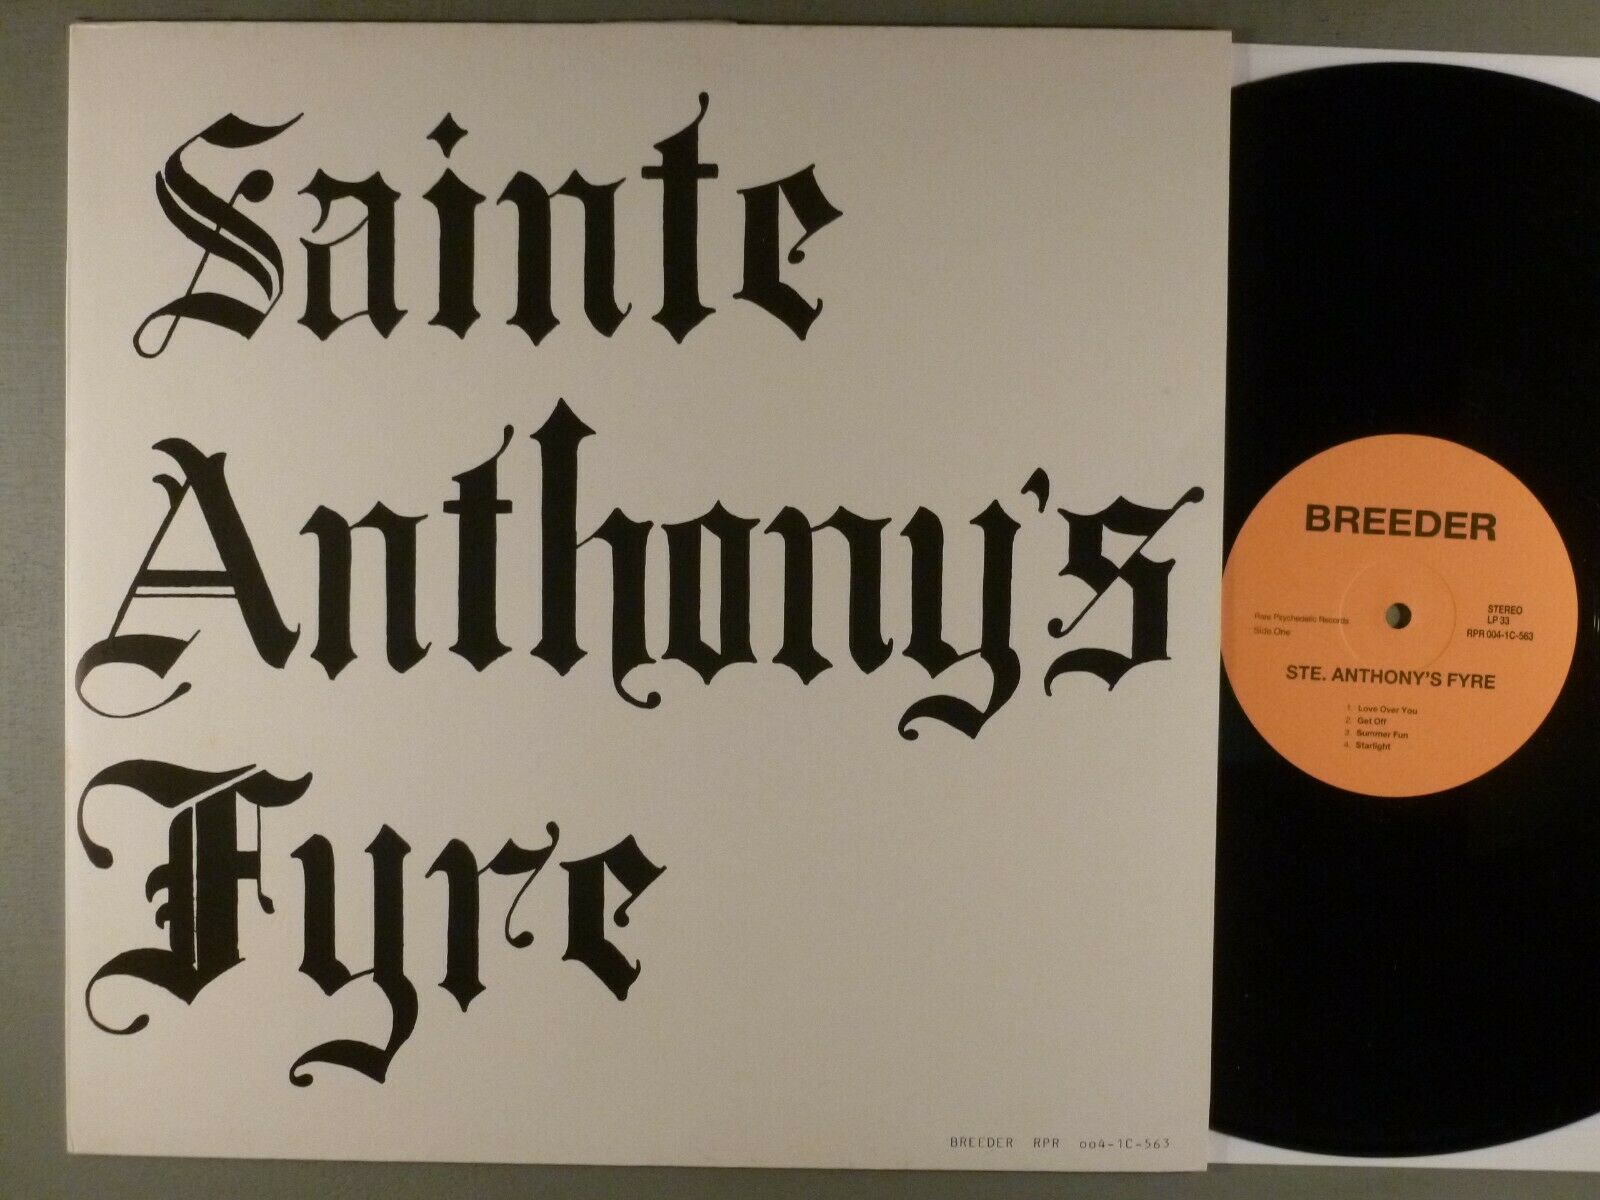 Sainte
Anthony's
Fyre
BREEDER RPR 004-1C-563
BREEDER
Rare Psychedelic Records
Side One
STEREO
LP 33
RPR 004-1C-563
STE. ANTHONY'S FYRE
1. Love Over You
2. Get Off
3. Summer Fun
4. Starlight